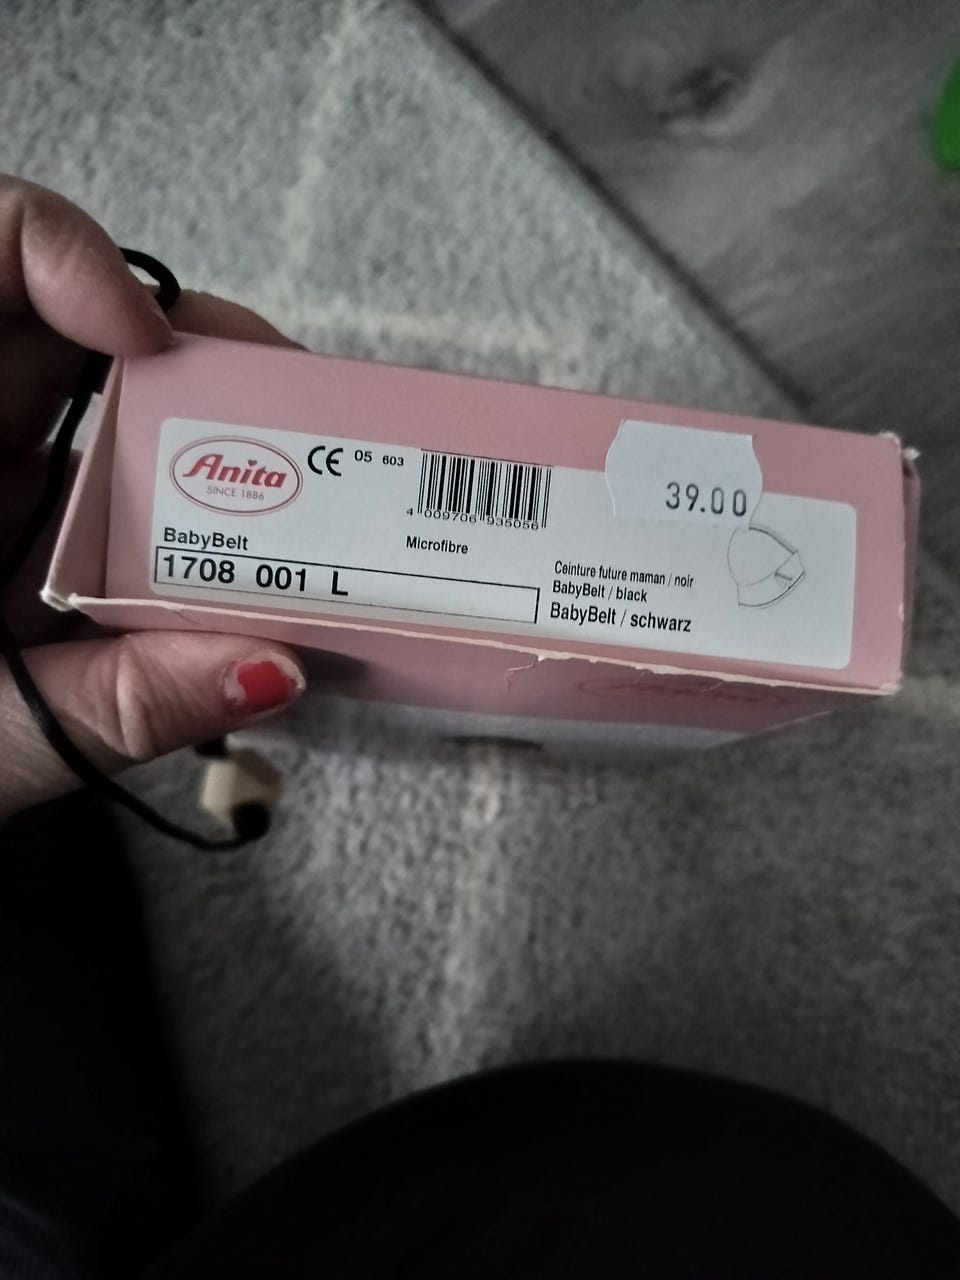 Anita
SINCE 1886
CE 05 603
4 009706 935056
39.00
BabyBelt
Microfibre
1708 001 L
Ceinture future maman / noir
BabyBelt / black
BabyBelt / schwarz